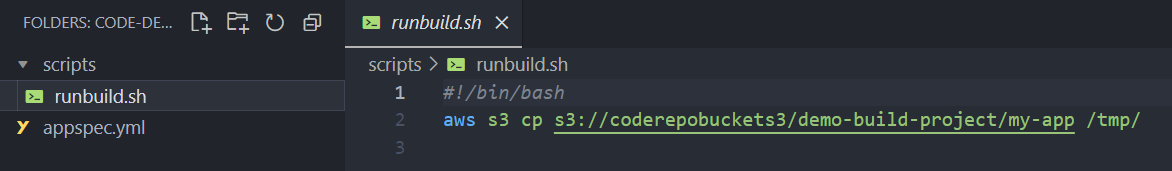 FOLDERS: CODE-DE...
scripts
runbuild.sh
appspec.yml
runbuild.sh
scripts > runbuild.sh
1 #!/bin/bash
2 aws s3 cp s3://coderepobuckets3/demo-build-project/my-app /tmp/
3